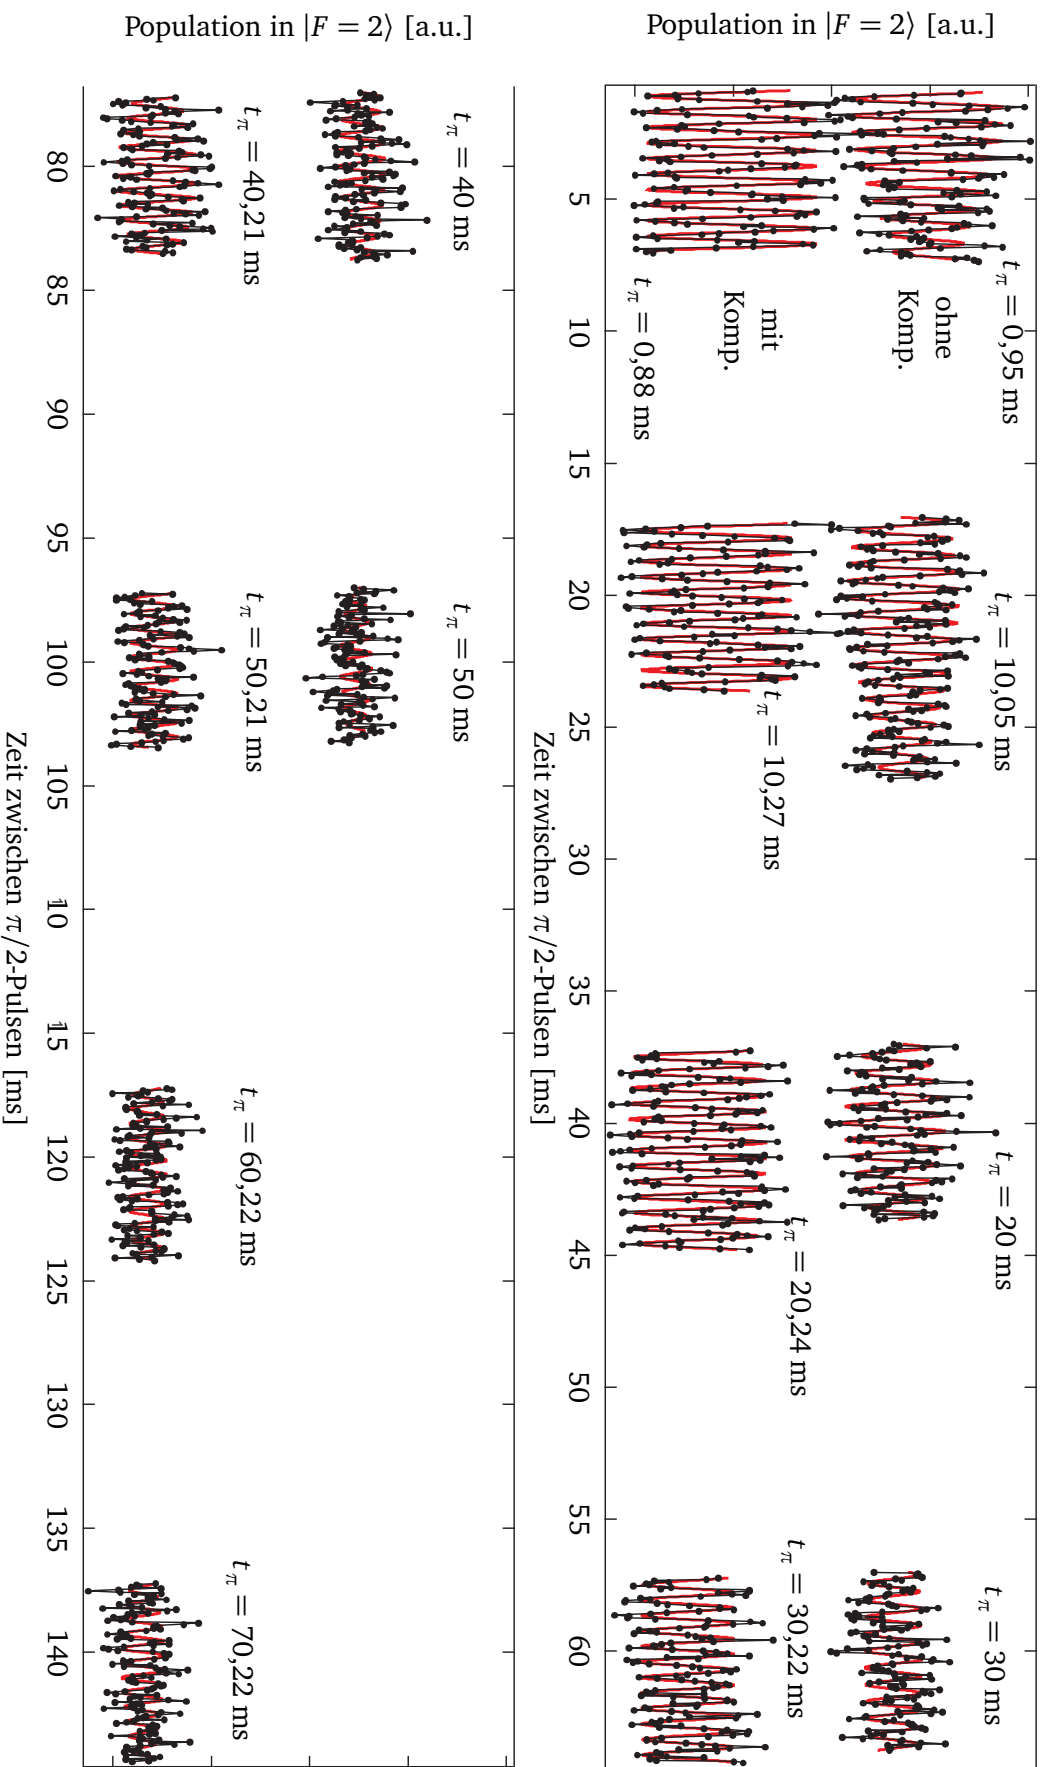 Population in |F = 2⟩ [a.u.]
t_π = 0,95 ms
t_π = 10,05 ms
t_π = 20 ms
t_π = 30 ms
ohne
Komp.
mit
Komp.
t_π = 0,88 ms
t_π = 10,27 ms
t_π = 20,24 ms
t_π = 30,22 ms
5 10 15 20 25 30 35 40 45 50 55 60
Zeit zwischen π/2-Pulsen [ms]
Population in |F = 2⟩ [a.u.]
t_π = 40 ms
t_π = 50 ms
t_π = 40,21 ms
t_π = 50,21 ms
t_π = 60,22 ms
t_π = 70,22 ms
80 85 90 95 100 105 10 15 120 125 130 135 140
Zeit zwischen π/2-Pulsen [ms]